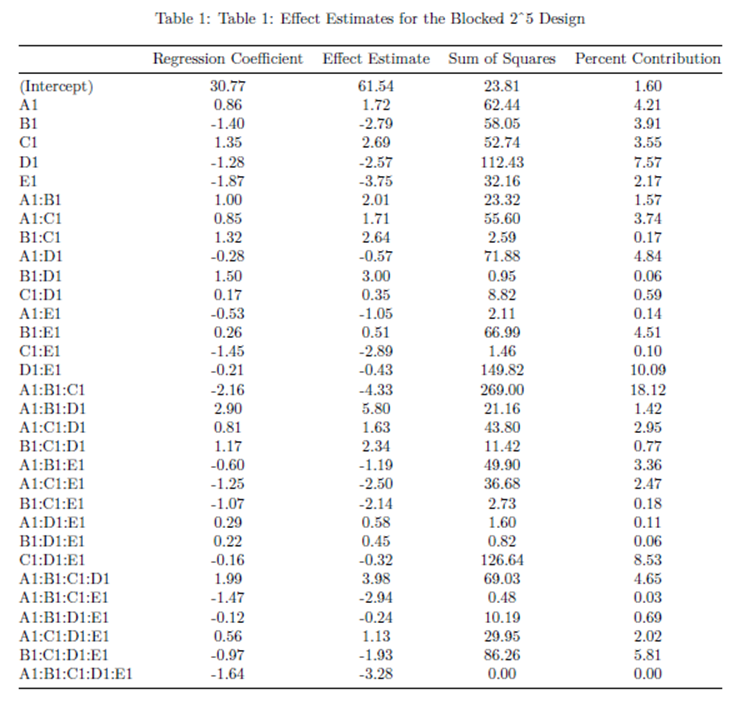 Table 1: Table 1: Effect Estimates for the Blocked 2^5 Design
Regression Coefficient Effect Estimate Sum of Squares Percent Contribution
(Intercept) 30.77 61.54 23.81 1.60
A1 0.86 1.72 62.44 4.21
B1 -1.40 -2.79 58.05 3.91
C1 1.35 2.69 52.74 3.55
D1 -1.28 -2.57 112.43 7.57
E1 -1.87 -3.75 32.16 2.17
A1:B1 1.00 2.01 23.32 1.57
A1:C1 0.85 1.71 55.60 3.74
B1:C1 1.32 2.64 2.59 0.17
A1:D1 -0.28 -0.57 71.88 4.84
B1:D1 1.50 3.00 0.95 0.06
C1:D1 0.17 0.35 8.82 0.59
A1:E1 -0.53 -1.05 2.11 0.14
B1:E1 0.26 0.51 66.99 4.51
C1:E1 -1.45 -2.89 1.46 0.10
D1:E1 -0.21 -0.43 149.82 10.09
A1:B1:C1 -2.16 -4.33 269.00 18.12
A1:B1:D1 2.90 5.80 21.16 1.42
A1:C1:D1 0.81 1.63 43.80 2.95
B1:C1:D1 1.17 2.34 11.42 0.77
A1:B1:E1 -0.60 -1.19 49.90 3.36
A1:C1:E1 -1.25 -2.50 36.68 2.47
B1:C1:E1 -1.07 -2.14 2.73 0.18
A1:D1:E1 0.29 0.58 1.60 0.11
B1:D1:E1 0.22 0.45 0.82 0.06
C1:D1:E1 -0.16 -0.32 126.64 8.53
A1:B1:C1:D1 1.99 3.98 69.03 4.65
A1:B1:C1:E1 -1.47 -2.94 0.48 0.03
A1:B1:D1:E1 -0.12 -0.24 10.19 0.69
A1:C1:D1:E1 0.56 1.13 29.95 2.02
B1:C1:D1:E1 -0.97 -1.93 86.26 5.81
A1:B1:C1:D1:E1 -1.64 -3.28 0.00 0.00